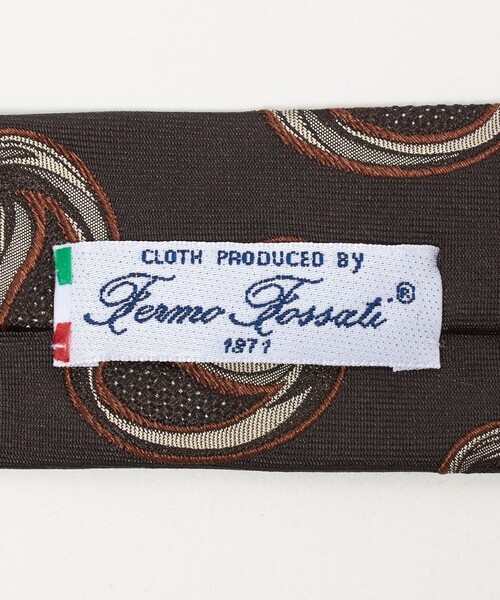 CLOTH PRODUCED By
Fermo Fossati®
1871